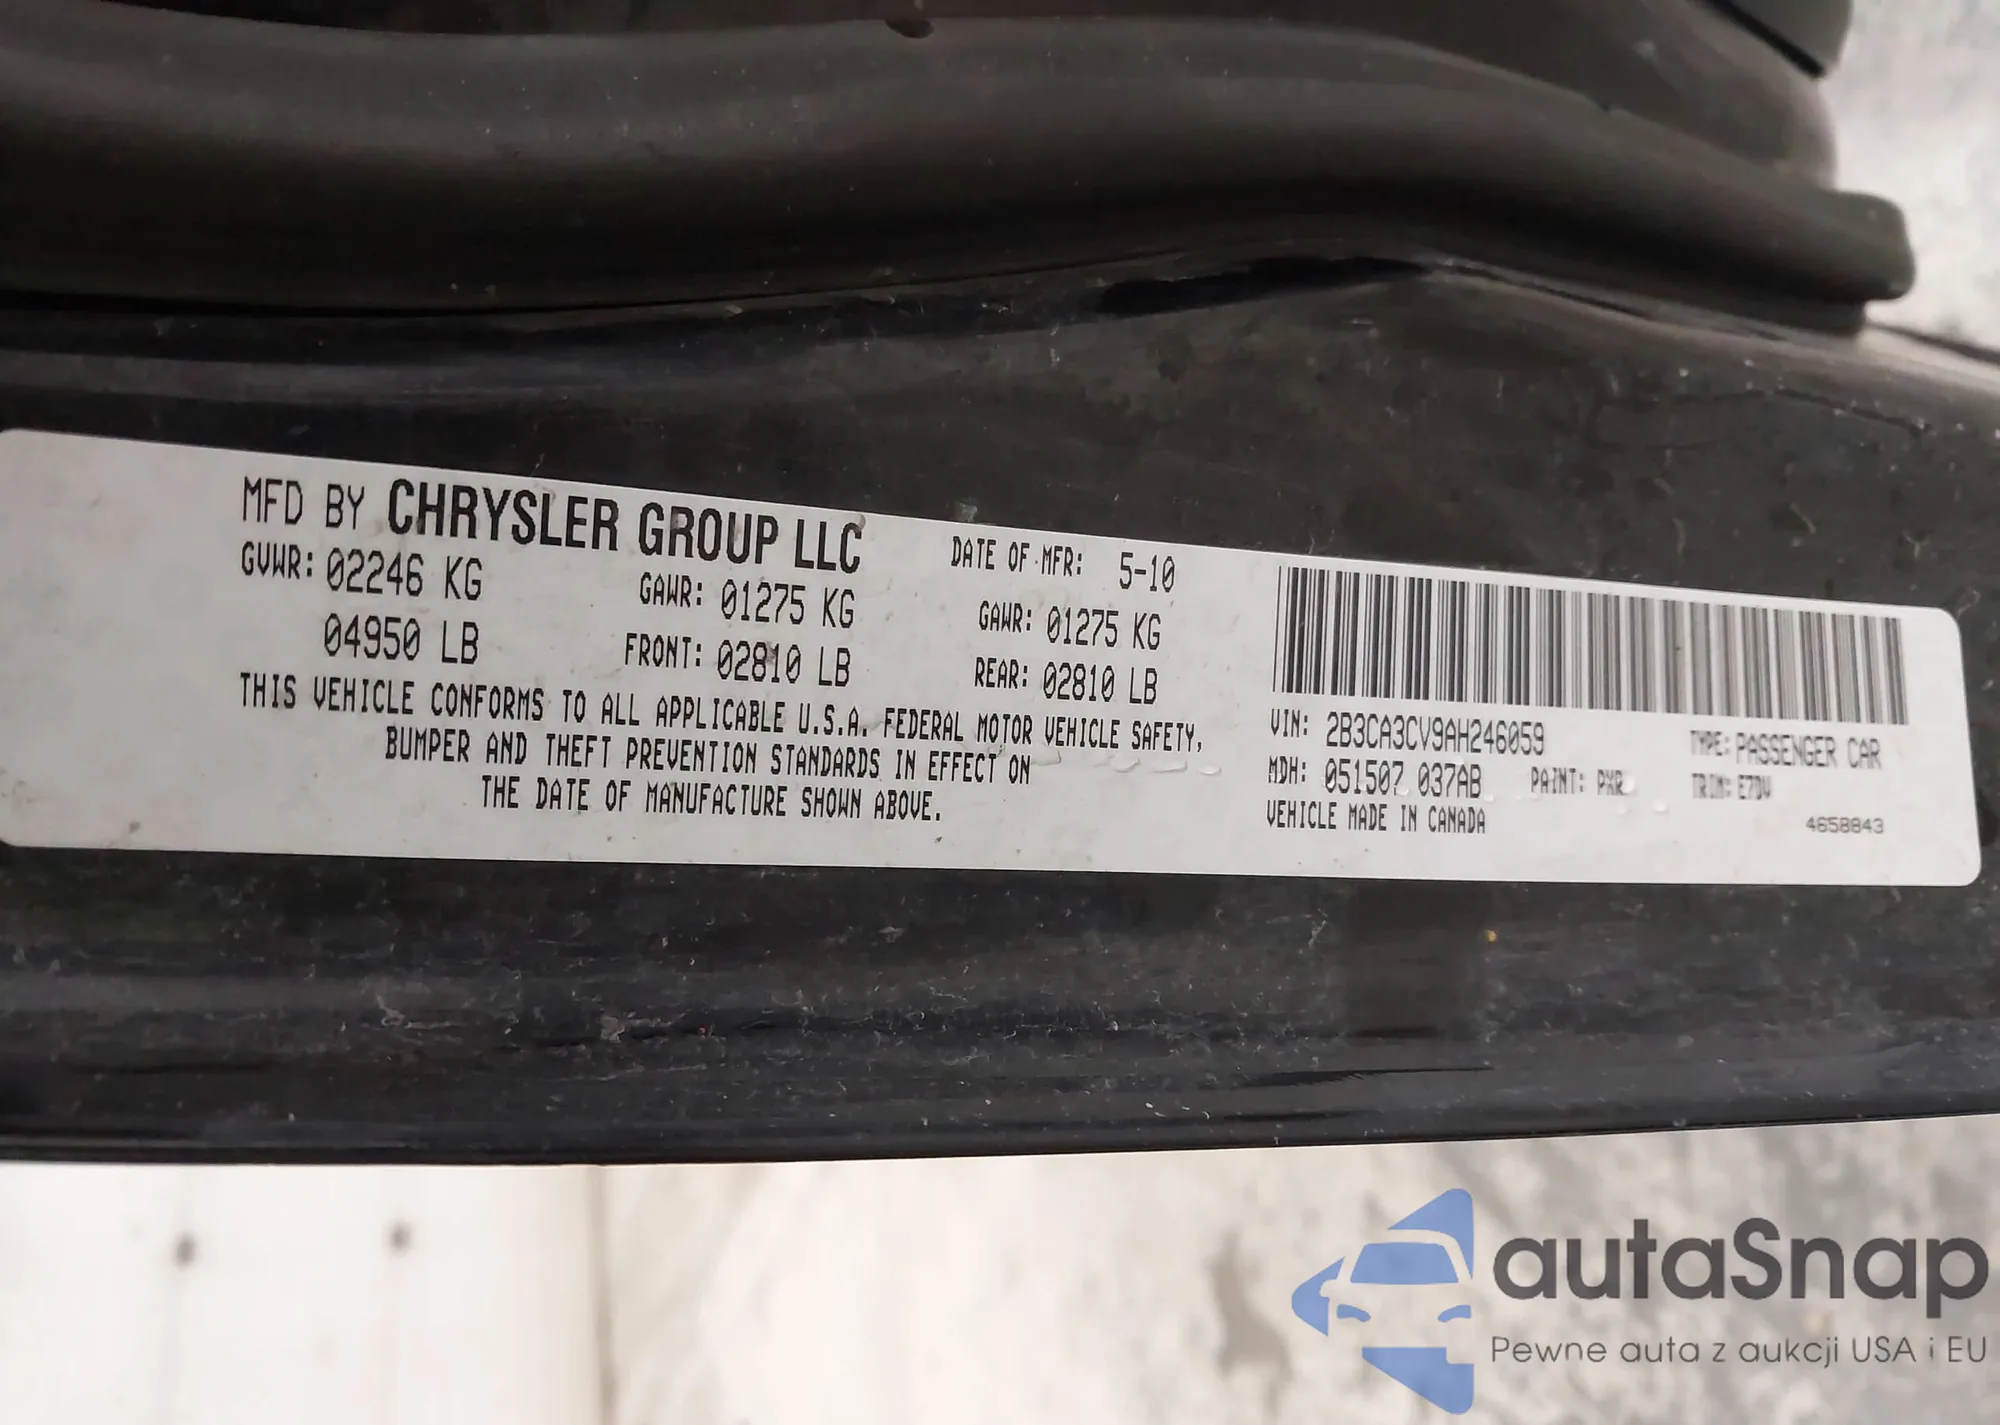 MFD BY CHRYSLER GROUP LLC
DATE OF MFR: 5-10
GVWR: 02246 KG
04950 LB
GAWR: 01275 KG
FRONT: 02810 LB
GAWR: 01275 KG
REAR: 02810 LB
THIS VEHICLE CONFORMS TO ALL APPLICABLE U.S.A. FEDERAL MOTOR VEHICLE SAFETY,
BUMPER AND THEFT PREVENTION STANDARDS IN EFFECT ON
THE DATE OF MANUFACTURE SHOWN ABOVE.
VIN: 2B3CA3CV9AH246059
TYPE: PASSENGER CAR
MDH: 051507 037AB
PAINT: PXR
TRIM: E7DV
VEHICLE MADE IN CANADA
4658843
autaSnap
Pewne auta z aukcji USA i EU